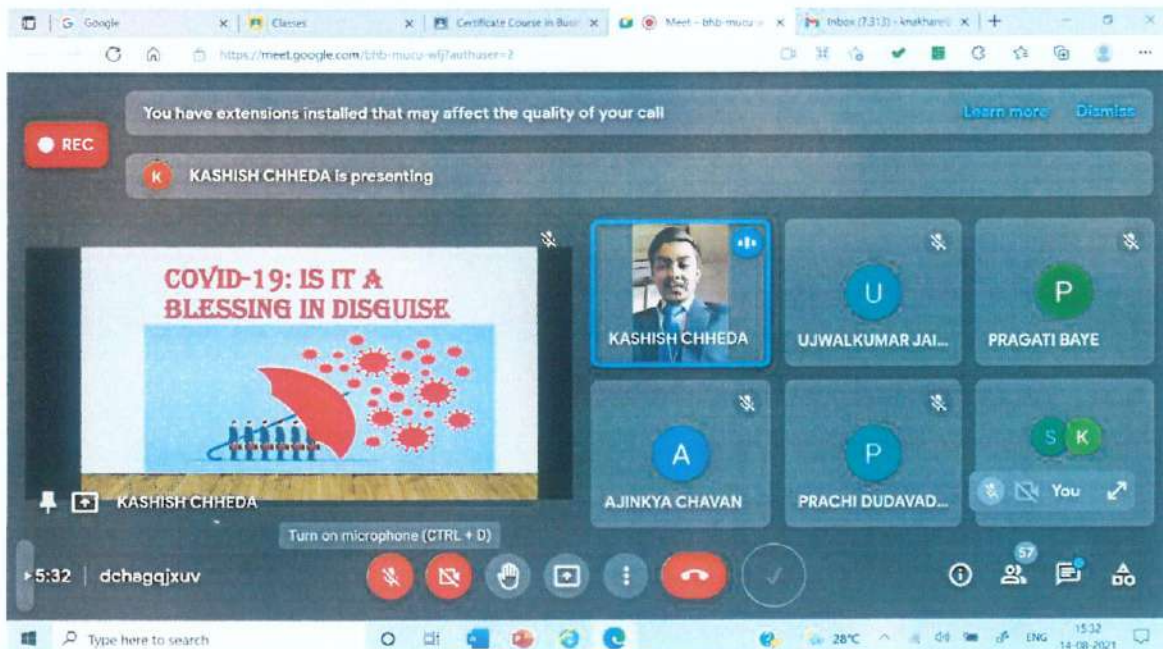 Google
Classes
Certificate Course in Busi
Meet - bhb-mucu-w
Inbox (7,313) - knakhare
https://meet.google.com/bhb-mucu-wfj?authuser=2
You have extensions installed that may affect the quality of your call
Learn more
Dismiss
REC
K
KASHISH CHHEDA is presenting
COVID-19: IS IT A
BLESSING IN DISGUISE
KASHISH CHHEDA
KASHISH CHHEDA
U
UJWALKUMAR JAI...
P
PRAGATI BAYE
A
AJINKYA CHAVAN
P
PRACHI DUDAVAD...
S K
You
Turn on microphone (CTRL + D)
5:32 | dchagqjxuv
57
Type here to search
28°C
ENG
15:32
14-08-2021